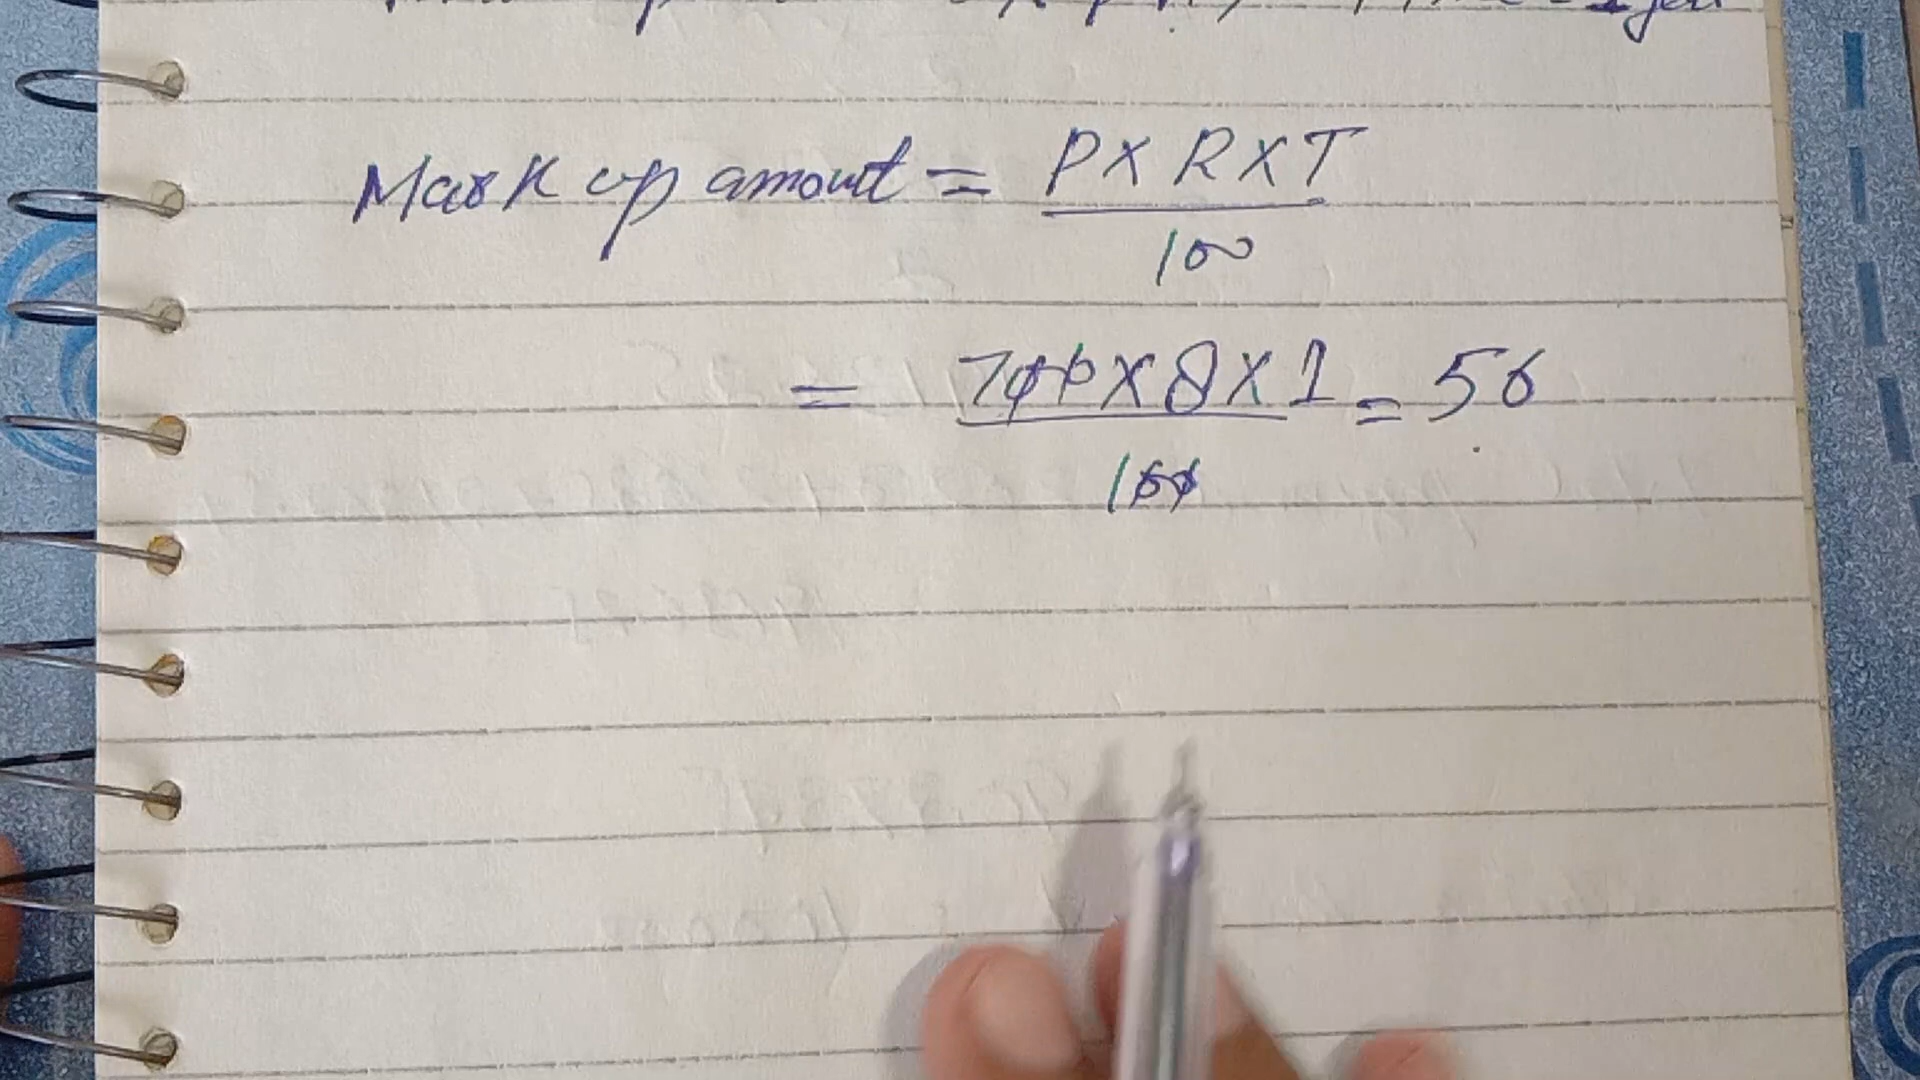 Mark up amount = P X R X T
100
= 700 X 8 X 1 = 56
100